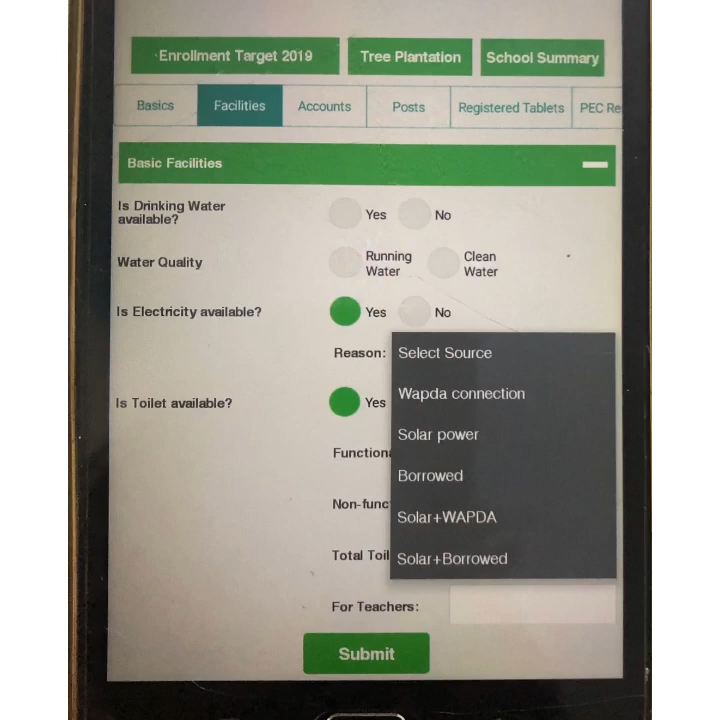 Enrollment Target 2019 Tree Plantation School Summary
Basics Facilities Accounts Posts Registered Tablets PEC Re
Basic Facilities
Is Drinking Water available?
Yes No
Water Quality
Running Water
Clean Water
Is Electricity available?
Yes No
Reason: Select Source
Wapda connection
Is Toilet available?
Yes
Solar power
Functiona
Borrowed
Non-func
Solar+WAPDA
Total Toil
Solar+Borrowed
For Teachers:
Submit